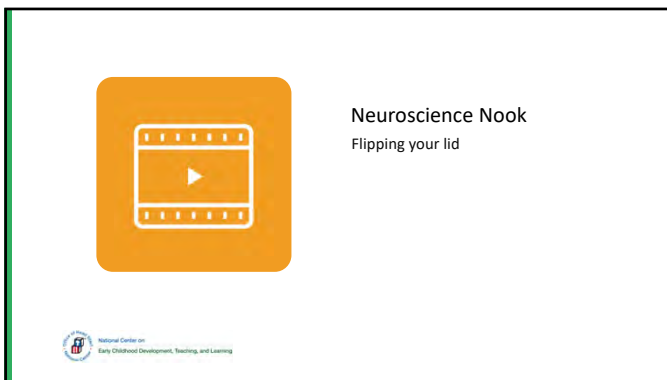 Neuroscience Nook
Flipping your lid
National Center on
Early Childhood Development, Teaching, and Learning